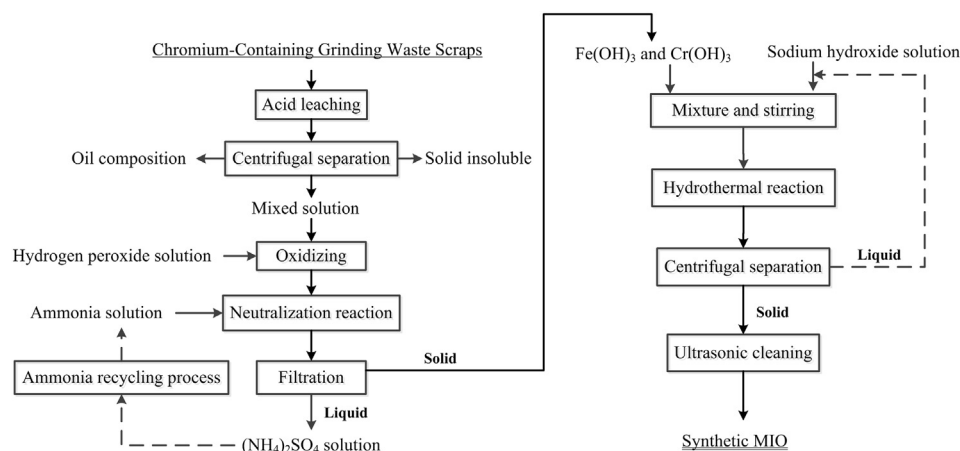 Chromium-Containing Grinding Waste Scraps
Acid leaching
Oil composition
Centrifugal separation
Solid insoluble
Mixed solution
Hydrogen peroxide solution
Oxidizing
Ammonia solution
Neutralization reaction
Ammonia recycling process
Filtration
Solid
Liquid
(NH₄)₂SO₄ solution
Fe(OH)₃ and Cr(OH)₃
Sodium hydroxide solution
Mixture and stirring
Hydrothermal reaction
Centrifugal separation
Liquid
Solid
Ultrasonic cleaning
Synthetic MIO